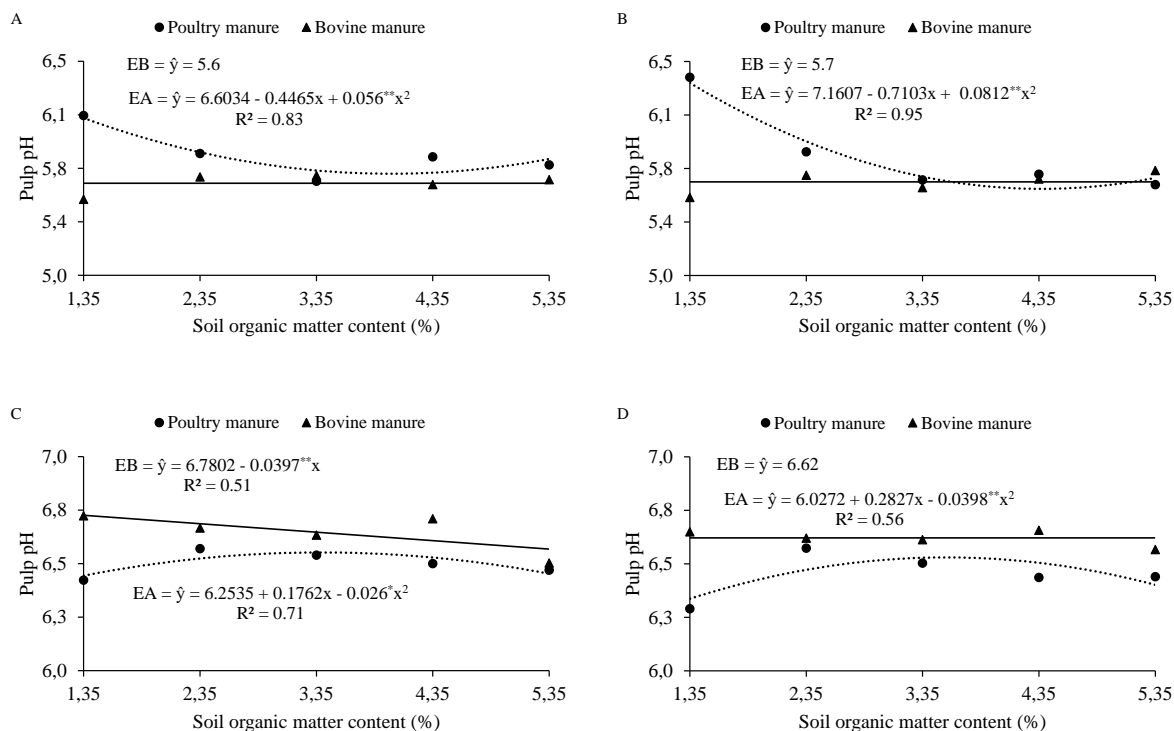 A
● Poultry manure ▲ Bovine manure
EB = ŷ = 5.6
EA = ŷ = 6.6034 - 0.4465x + 0.056**x²
R² = 0.83
Pulp pH
6,5
6,1
5,8
5,4
5,0
1,35 2,35 3,35 4,35 5,35
Soil organic matter content (%)
B
● Poultry manure ▲ Bovine manure
EB = ŷ = 5.7
EA = ŷ = 7.1607 - 0.7103x + 0.0812**x²
R² = 0.95
Pulp pH
6,5
6,1
5,8
5,4
5,0
1,35 2,35 3,35 4,35 5,35
Soil organic matter content (%)
C
● Poultry manure ▲ Bovine manure
EB = ŷ = 6.7802 - 0.0397**x
R² = 0.51
EA = ŷ = 6.2535 + 0.1762x - 0.026*x²
R² = 0.71
Pulp pH
7,0
6,8
6,5
6,3
6,0
1,35 2,35 3,35 4,35 5,35
Soil organic matter content (%)
D
● Poultry manure ▲ Bovine manure
EB = ŷ = 6.62
EA = ŷ = 6.0272 + 0.2827x - 0.0398**x²
R² = 0.56
Pulp pH
7,0
6,8
6,5
6,3
6,0
1,35 2,35 3,35 4,35 5,35
Soil organic matter content (%)